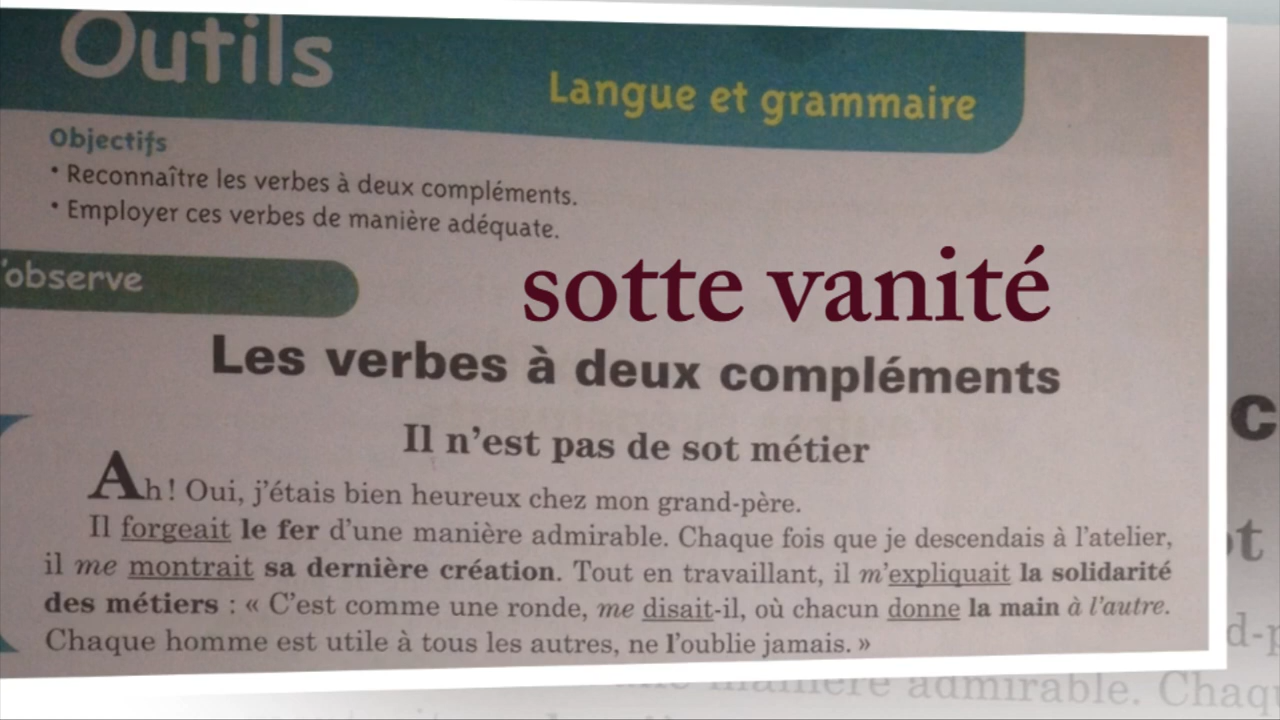 Outils
Langue et grammaire
Objectifs
• Reconnaître les verbes à deux compléments.
• Employer ces verbes de manière adéquate.
'observe
sotte vanité
Les verbes à deux compléments
Il n'est pas de sot métier
Ah ! Oui, j'étais bien heureux chez mon grand-père.
Il forgeait le fer d'une manière admirable. Chaque fois que je descendais à l'atelier,
il me montrait sa dernière création. Tout en travaillant, il m'expliquait la solidarité
des métiers : « C'est comme une ronde, me disait-il, où chacun donne la main à l'autre.
Chaque homme est utile à tous les autres, ne l'oublie jamais. »
manière admirable. Chaq